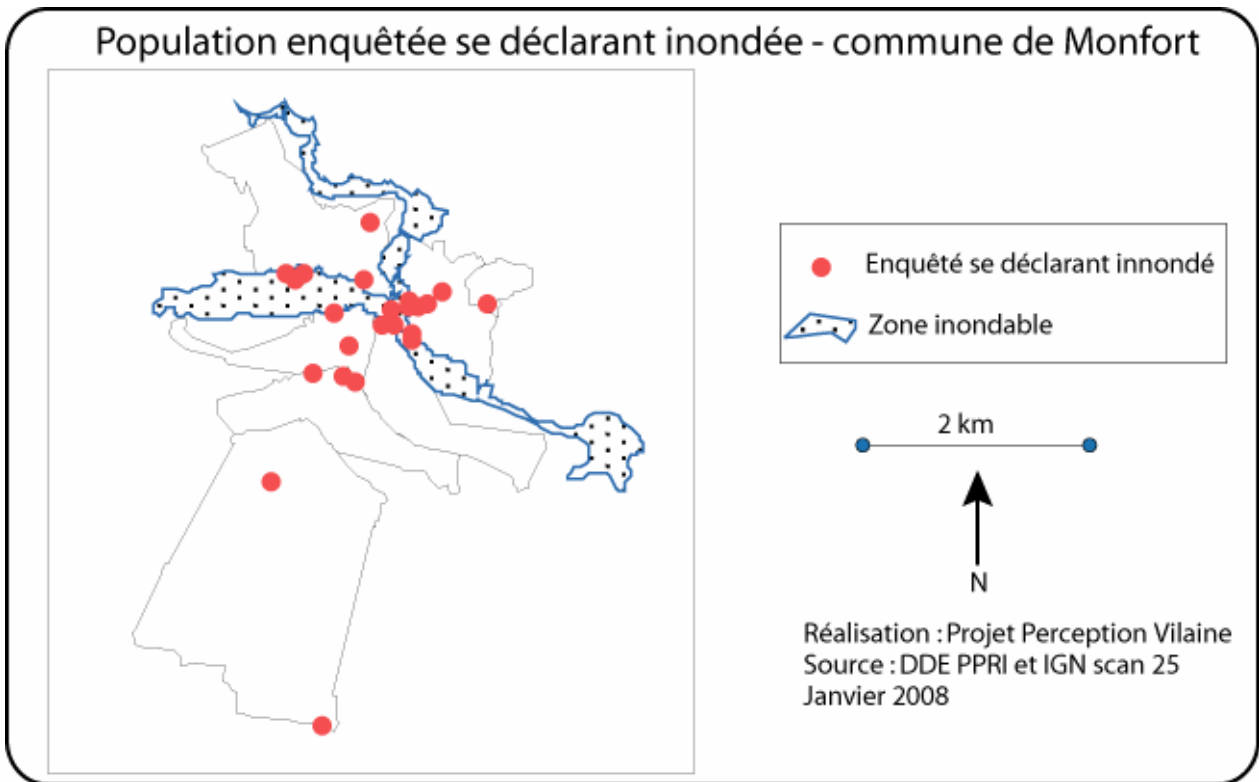 Population enquêtée se déclarant inondée - commune de Monfort
Enquêté se déclarant innondé
Zone inondable
2 km
N
Réalisation : Projet Perception Vilaine
Source : DDE PPRI et IGN scan 25
Janvier 2008